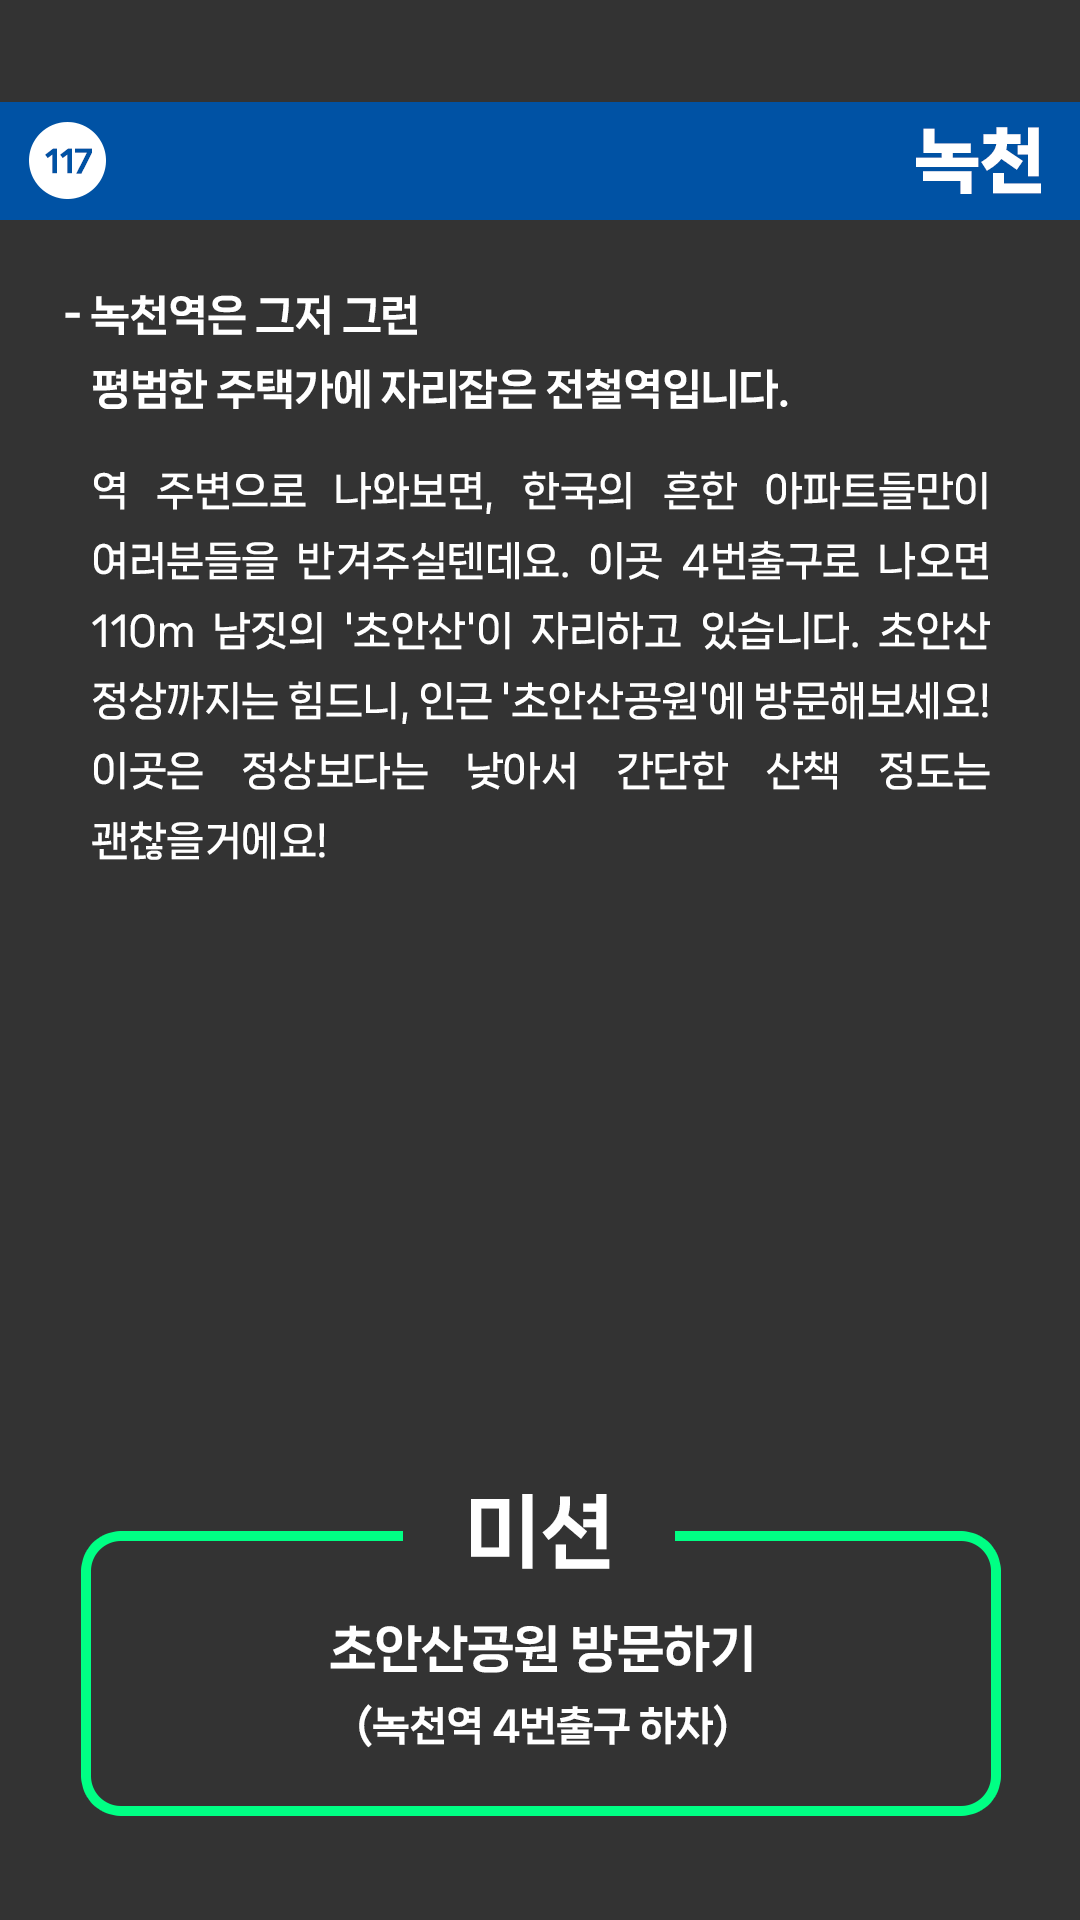 117
녹천
- 녹천역은 그저 그런
평범한 주택가에 자리잡은 전철역입니다.
역 주변으로 나와보면, 한국의 흔한 아파트들만이
여러분들을 반겨주실텐데요. 이곳 4번출구로 나오면
110m 남짓의 '초안산'이 자리하고 있습니다. 초안산
정상까지는 힘드니, 인근 '초안산공원'에 방문해보세요!
이곳은 정상보다는 낮아서 간단한 산책 정도는
괜찮을거에요!
미션
초안산공원 방문하기
(녹천역 4번출구 하차)